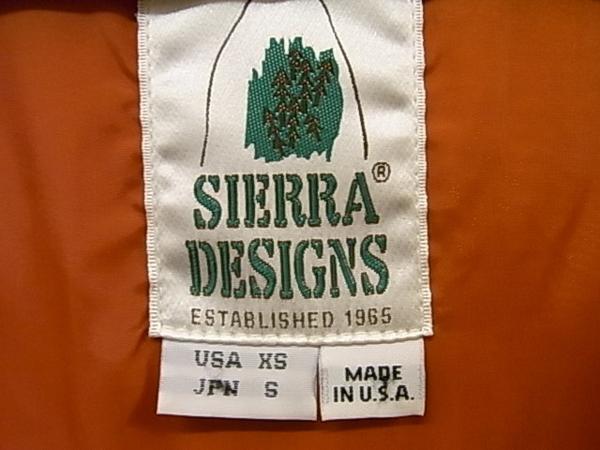 SIERRA®
DESIGNS
ESTABLISHED 1965
USA XS
JPN S
MADE
IN U.S.A.